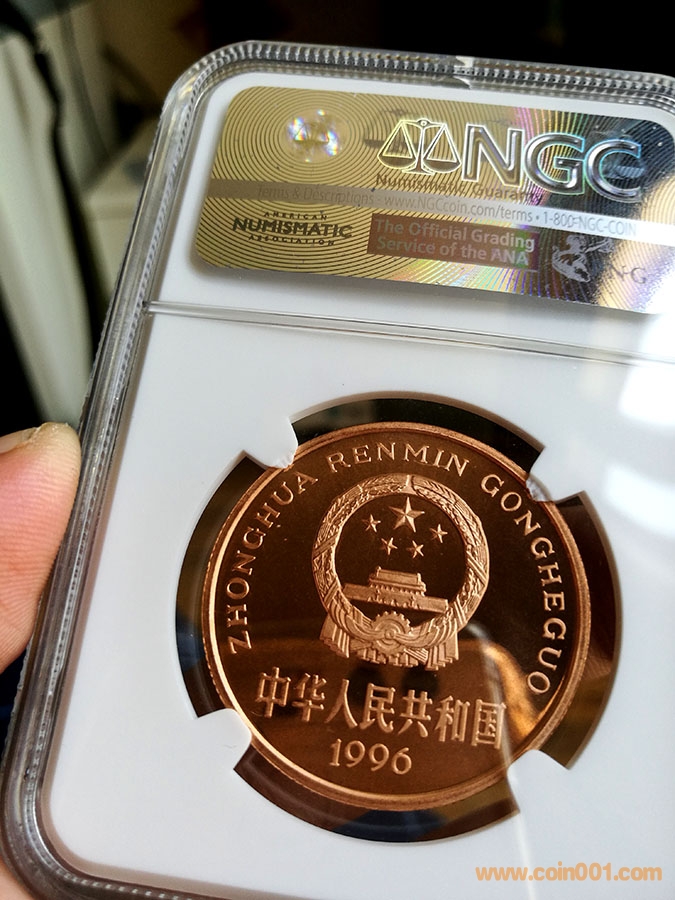 NGC
Numismatic Guaranty
Terms & Descriptions - www.NGCcoin.com/terms • 1-800-NGC-COIN
AMERICAN
NUMISMATIC
ASSOCIATION
The Official Grading
Service of the ANA
ZHONGHUA RENMIN GONGHEGUO
中华人民共和国
1996
www.coin001.com